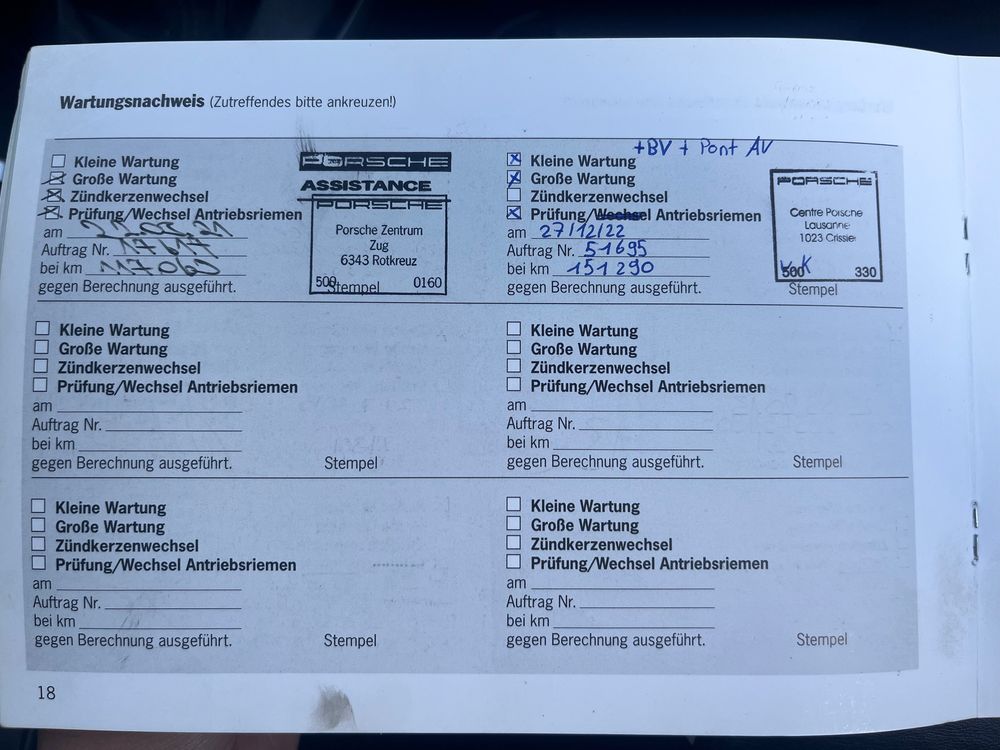 Wartungsnachweis (Zutreffendes bitte ankreuzen!)
Kleine Wartung
Große Wartung
Zündkerzenwechsel
Prüfung/Wechsel Antriebsriemen
am
Auftrag Nr.
bei km
gegen Berechnung ausgeführt.
PORSCHE
ASSISTANCE
PORSCHE
Porsche Zentrum
Zug
6343 Rotkreuz
500 0160
Stempel
+BV + Pont AV
Kleine Wartung
Große Wartung
Zündkerzenwechsel
Prüfung/Wechsel Antriebsriemen
am 27/12/22
Auftrag Nr. 51695
bei km 151 290
gegen Berechnung ausgeführt.
PORSCHE
Centre Porsche
Lausanne
1023 Crissier
500 330
Stempel
Kleine Wartung
Große Wartung
Zündkerzenwechsel
Prüfung/Wechsel Antriebsriemen
am
Auftrag Nr.
bei km
gegen Berechnung ausgeführt. Stempel
Kleine Wartung
Große Wartung
Zündkerzenwechsel
Prüfung/Wechsel Antriebsriemen
am
Auftrag Nr.
bei km
gegen Berechnung ausgeführt. Stempel
Kleine Wartung
Große Wartung
Zündkerzenwechsel
Prüfung/Wechsel Antriebsriemen
am
Auftrag Nr.
bei km
gegen Berechnung ausgeführt. Stempel
Kleine Wartung
Große Wartung
Zündkerzenwechsel
Prüfung/Wechsel Antriebsriemen
am
Auftrag Nr.
bei km
gegen Berechnung ausgeführt. Stempel
18